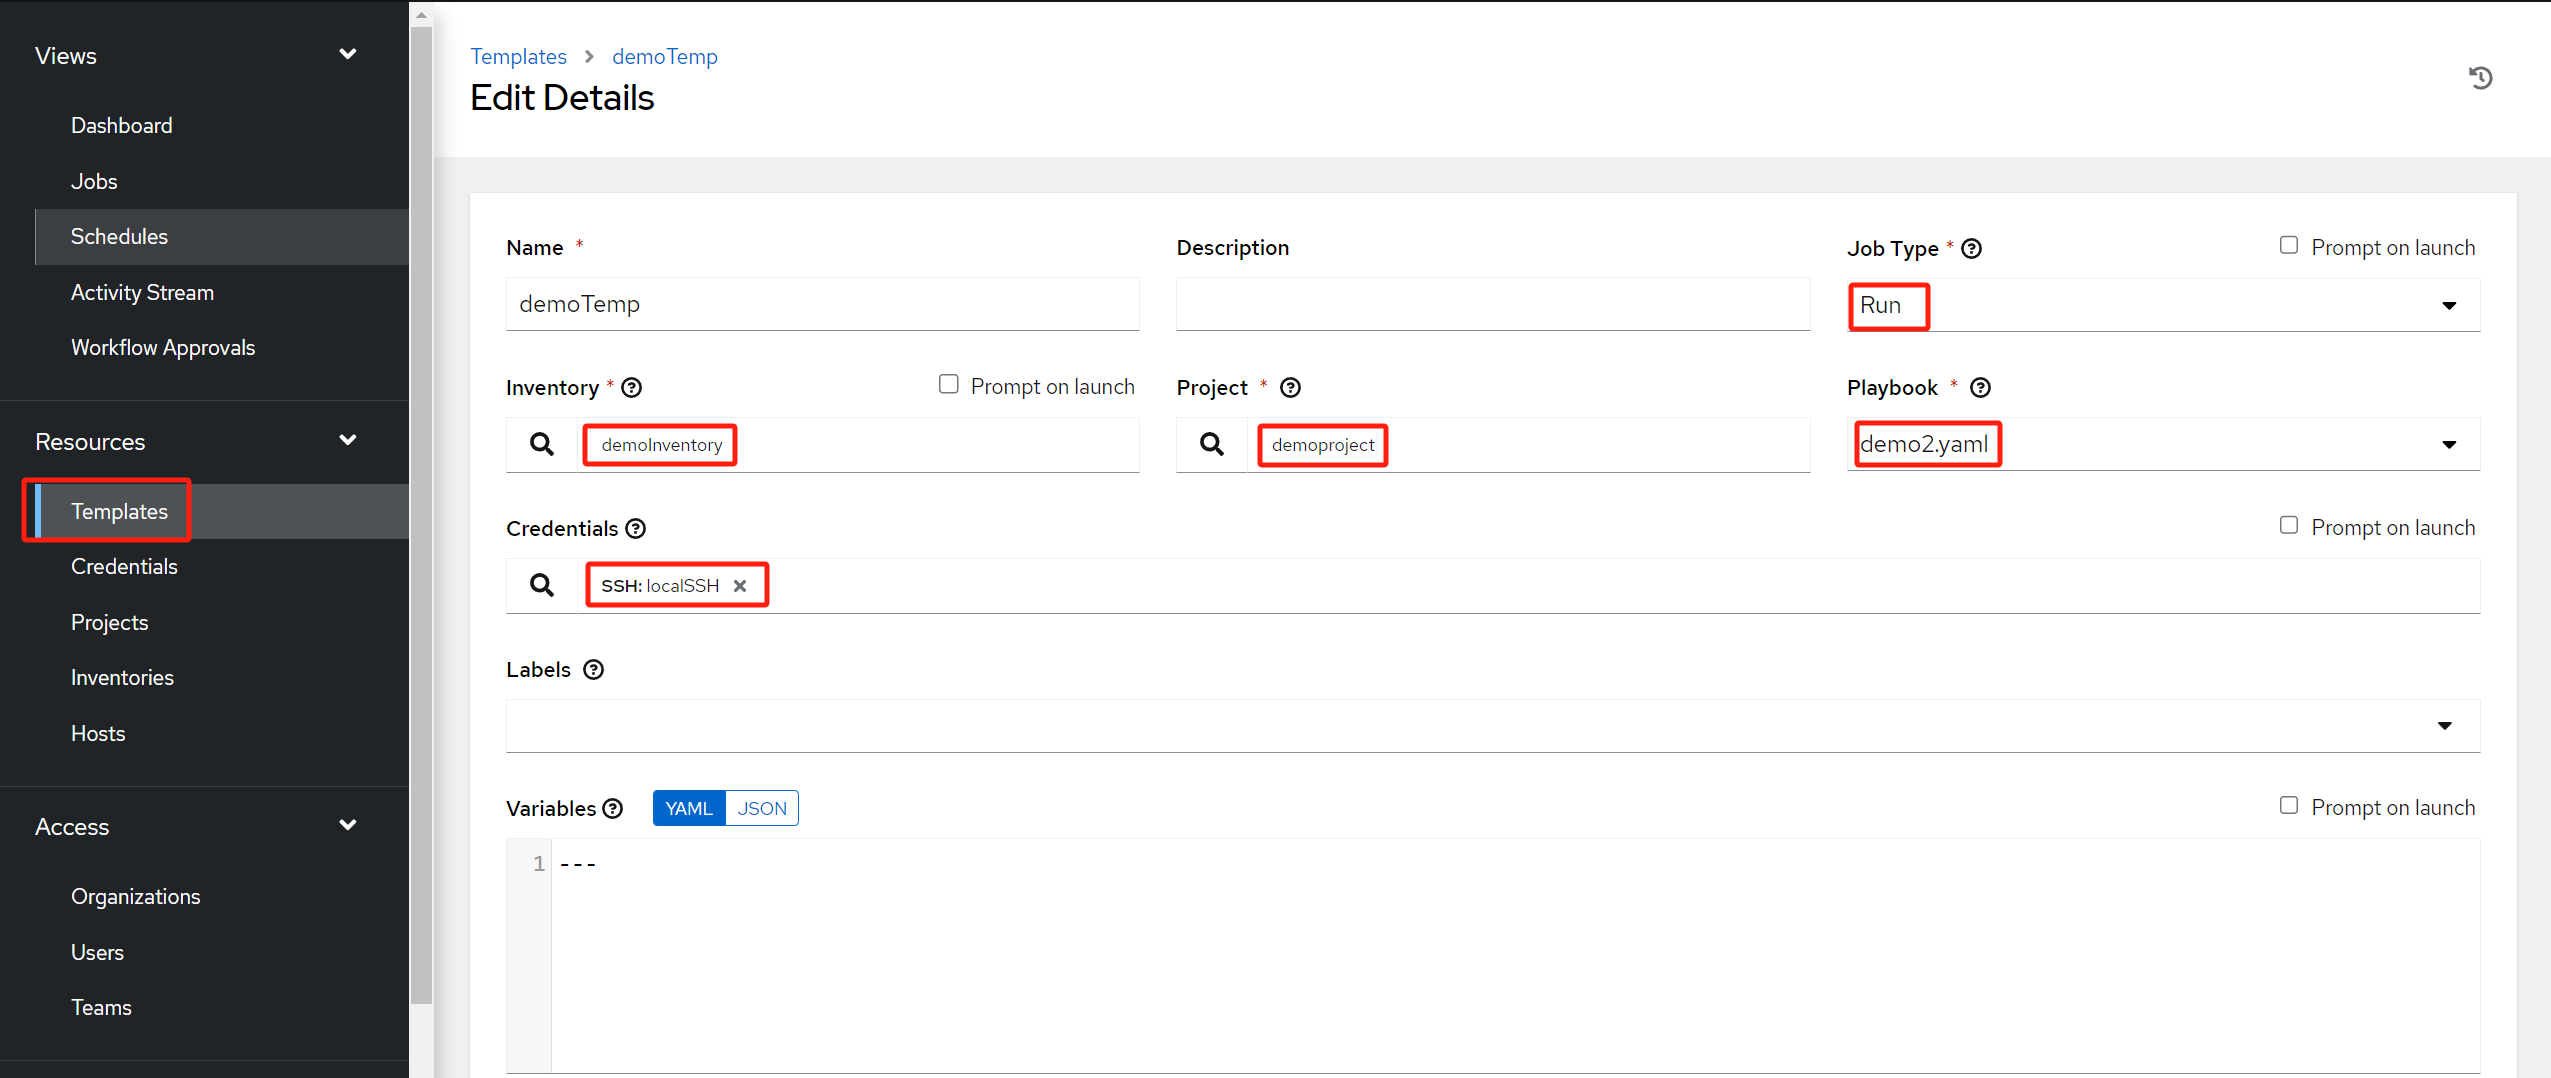 Views
Dashboard
Jobs
Schedules
Activity Stream
Workflow Approvals
Resources
Templates
Credentials
Projects
Inventories
Hosts
Access
Organizations
Users
Teams
Templates > demoTemp
Edit Details
Name *
demoTemp
Description
Job Type * Prompt on launch
Run
Inventory * Prompt on launch
demoInventory
Project *
demoproject
Playbook *
demo2.yaml
Credentials Prompt on launch
SSH: localSSH
Labels
Variables YAML JSON Prompt on launch
1 ---